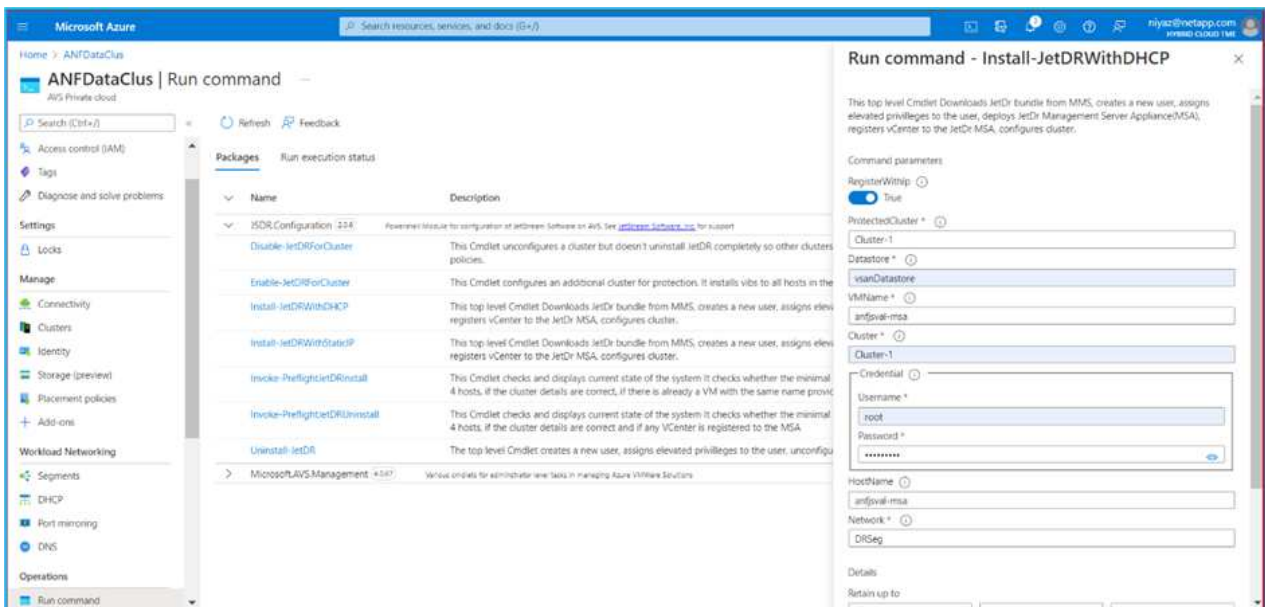 Microsoft Azure
Search resources, services, and docs (G+/)
niyaz@netapp.com
HYBRID CLOUD TME
Home > ANFDataClus
ANFDataClus | Run command
AVS Private cloud
Search (Ctrl+/)
Refresh
Feedback
Access control (IAM)
Tags
Diagnose and solve problems
Settings
Locks
Manage
Connectivity
Clusters
Identity
Storage (preview)
Placement policies
Add-ons
Workload Networking
Segments
DHCP
Port mirroring
DNS
Operations
Run command
Packages
Run execution status
Name
Description
JSDR.Configuration
Powershell Module for configuration of JetStream Software on AVS. See JetStream Software, Inc. for support
Disable-JetDRForCluster
This Cmdlet unconfigures a cluster but doesn't uninstall JetDR completely so other clusters
policies.
Enable-JetDRForCluster
This Cmdlet configures an additional cluster for protection. It installs vibs to all hosts in the
Install-JetDRWithDHCP
This top level Cmdlet Downloads JetDr bundle from MMS, creates a new user, assigns elev
registers vCenter to the JetDr MSA, configures cluster.
Install-JetDRWithStaticIP
This top level Cmdlet Downloads JetDr bundle from MMS, creates a new user, assigns elev
registers vCenter to the JetDr MSA, configures cluster.
Invoke-PreflightJetDRInstall
This Cmdlet checks and displays current state of the system It checks whether the minimal
4 hosts, if the cluster details are correct, if there is already a VM with the same name provid
Invoke-PreflightJetDRUninstall
This Cmdlet checks and displays current state of the system It checks whether the minimal
4 hosts, if the cluster details are correct and if any VCenter is registered to the MSA
Uninstall-JetDR
The top level Cmdlet creates a new user, assigns elevated privilleges to the user, unconfigu
Microsoft.AVS.Management
Various cmdlets for administrator level tasks in managing Azure VMWare Solutions
Run command - Install-JetDRWithDHCP
This top level Cmdlet Downloads JetDr bundle from MMS, creates a new user, assigns
elevated privilleges to the user, deploys JetDr Management Server Appliance(MSA),
registers vCenter to the JetDr MSA, configures cluster.
Command parameters
RegisterWithIp
True
ProtectedCluster *
Cluster-1
Datastore *
vsanDatastore
VMName *
anfjsval-msa
Cluster *
Cluster-1
Credential
Username *
root
Password *
•••••••••
HostName
anfjsval-msa
Network *
DRSeg
Details
Retain up to